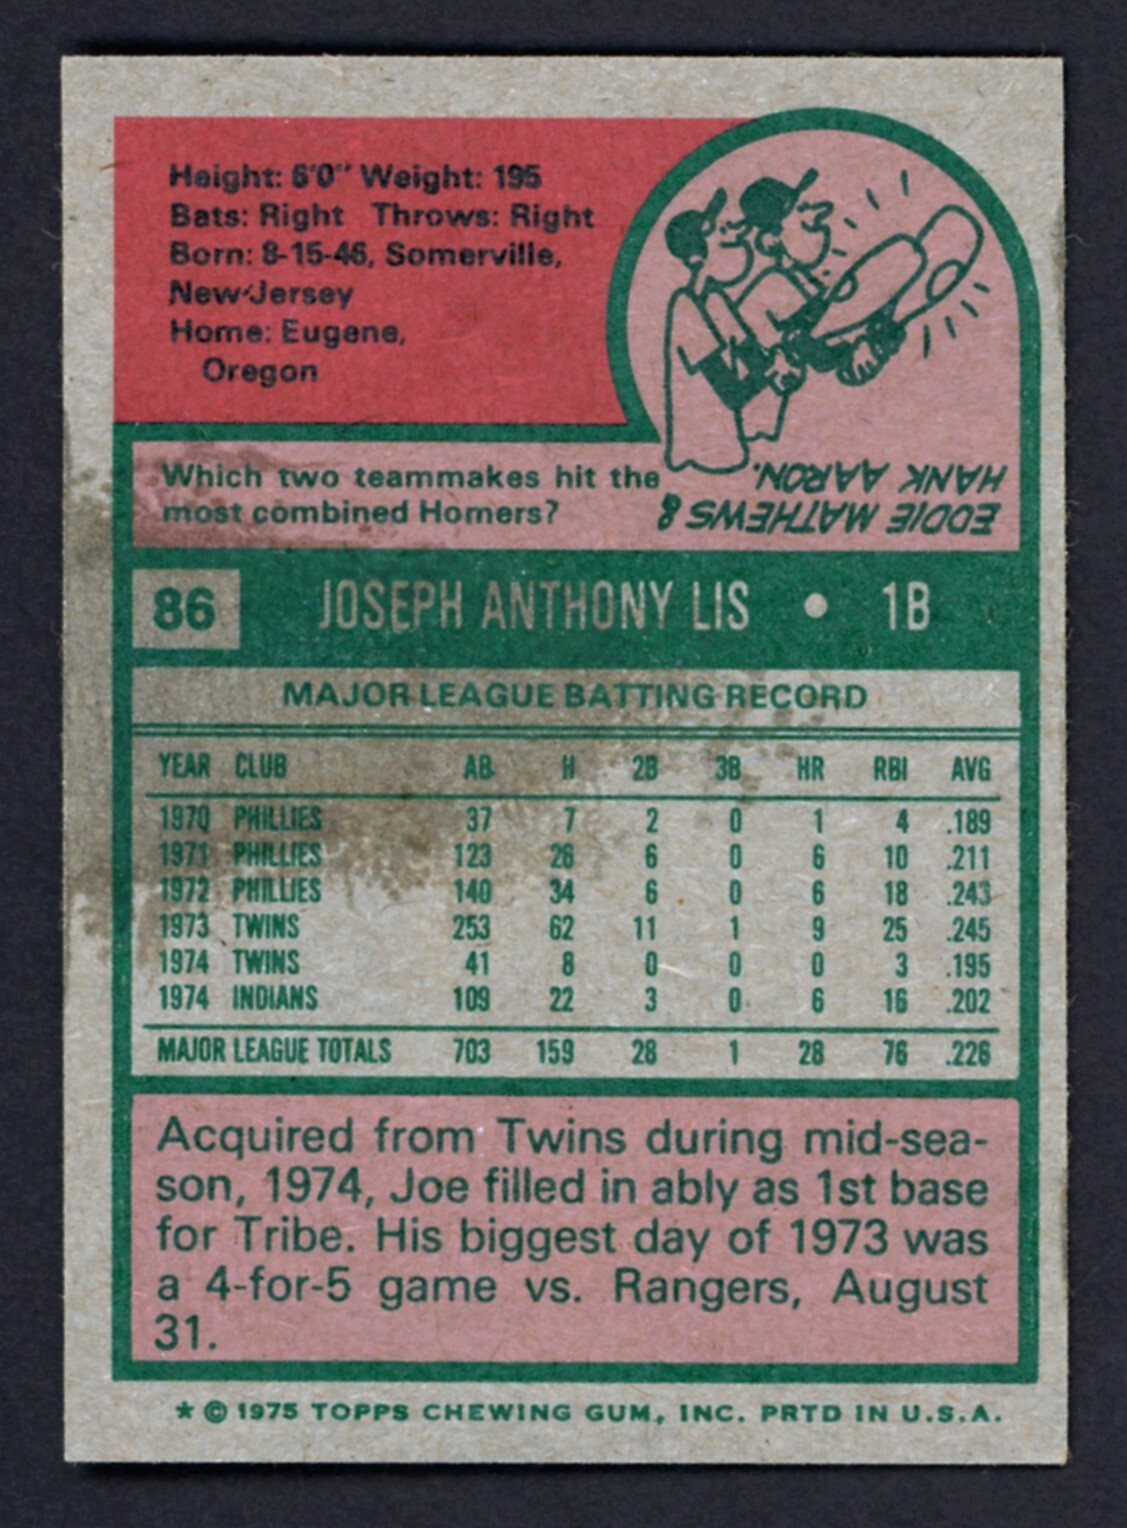 Height: 6'0" Weight: 195
Bats: Right Throws: Right
Born: 8-15-46, Somerville,
New Jersey
Home: Eugene,
Oregon
Which two teammakes hit the
most combined Homers?
EDDIE MATHEWS &
HANK AARON.
86 JOSEPH ANTHONY LIS • 1B
MAJOR LEAGUE BATTING RECORD
YEAR CLUB AB H 2B 3B HR RBI AVG
1970 PHILLIES 37 7 2 0 1 4 .189
1971 PHILLIES 123 26 6 0 6 10 .211
1972 PHILLIES 140 34 6 0 6 18 .243
1973 TWINS 253 62 11 1 9 25 .245
1974 TWINS 41 8 0 0 0 3 .195
1974 INDIANS 109 22 3 0 6 16 .202
MAJOR LEAGUE TOTALS 703 159 28 1 28 76 .226
Acquired from Twins during mid-sea-
son, 1974, Joe filled in ably as 1st base
for Tribe. His biggest day of 1973 was
a 4-for-5 game vs. Rangers, August
31.
* © 1975 TOPPS CHEWING GUM, INC. PRTD IN U.S.A.